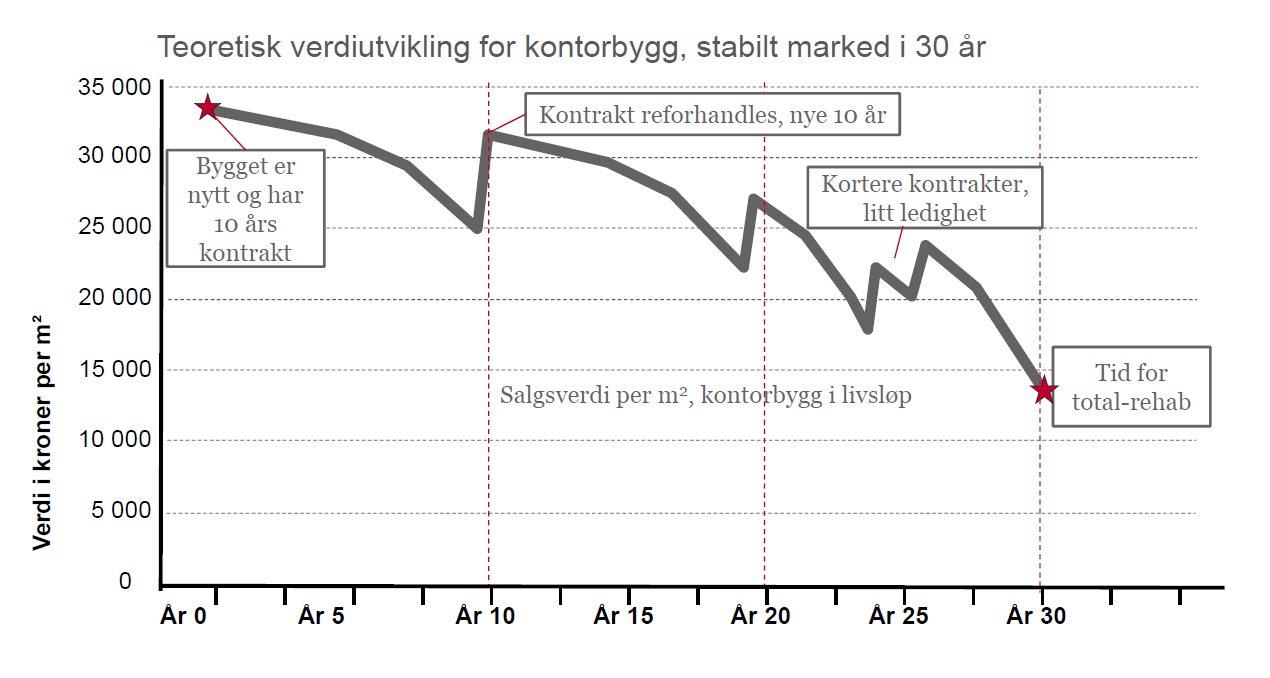 Teoretisk verdiutvikling for kontorbygg, stabilt marked i 30 år
35 000
30 000
25 000
20 000
15 000
10 000
5 000
0
Verdi i kroner per m²
Bygget er
nytt og har
10 års
kontrakt
Kontrakt reforhandles, nye 10 år
Kortere kontrakter,
litt ledighet
Salgsverdi per m², kontorbygg i livsløp
Tid for
total-rehab
År 0
År 5
År 10
År 15
År 20
År 25
År 30